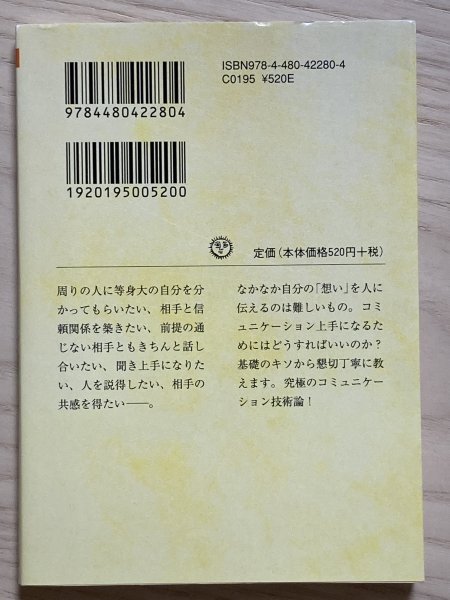 ISBN978-4-480-42280-4
C0195 ¥520E
9784480422804
1920195005200
定価(本体価格520円+税)
周りの人に等身大の自分を分
かってもらいたい、相手と信
頼関係を築きたい、前提の通
じない相手ともきちんと話し
合いたい、聞き上手になりた
い、人を説得したい、相手の
共感を得たい――。
なかなか自分の「想い」を人に
伝えるのは難しいもの。コミ
ュニケーション上手になるた
めにはどうすればいいのか?
基礎のキソから懇切丁寧に教
えます。究極のコミュニケー
ション技術論!